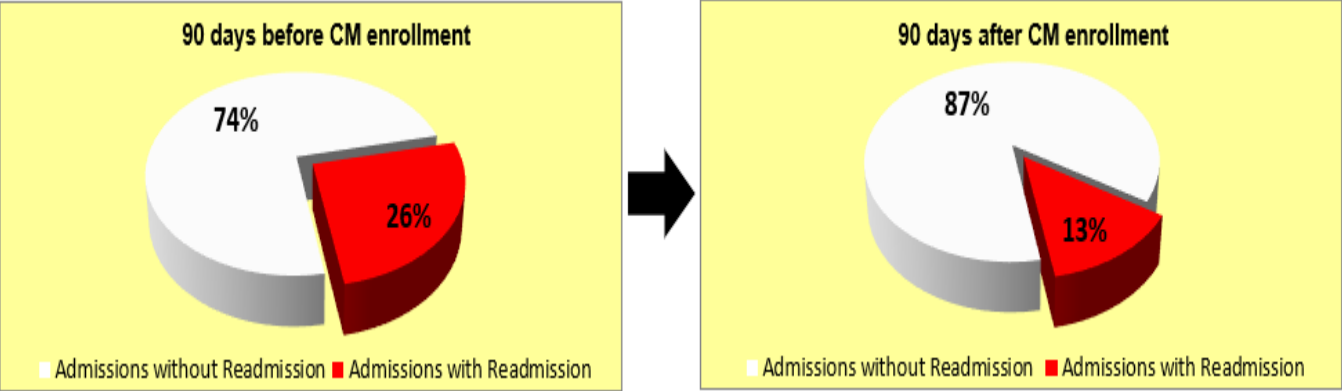 90 days before CM enrollment
74%
26%
Admissions without Readmission Admissions with Readmission
90 days after CM enrollment
87%
13%
Admissions without Readmission Admissions with Readmission